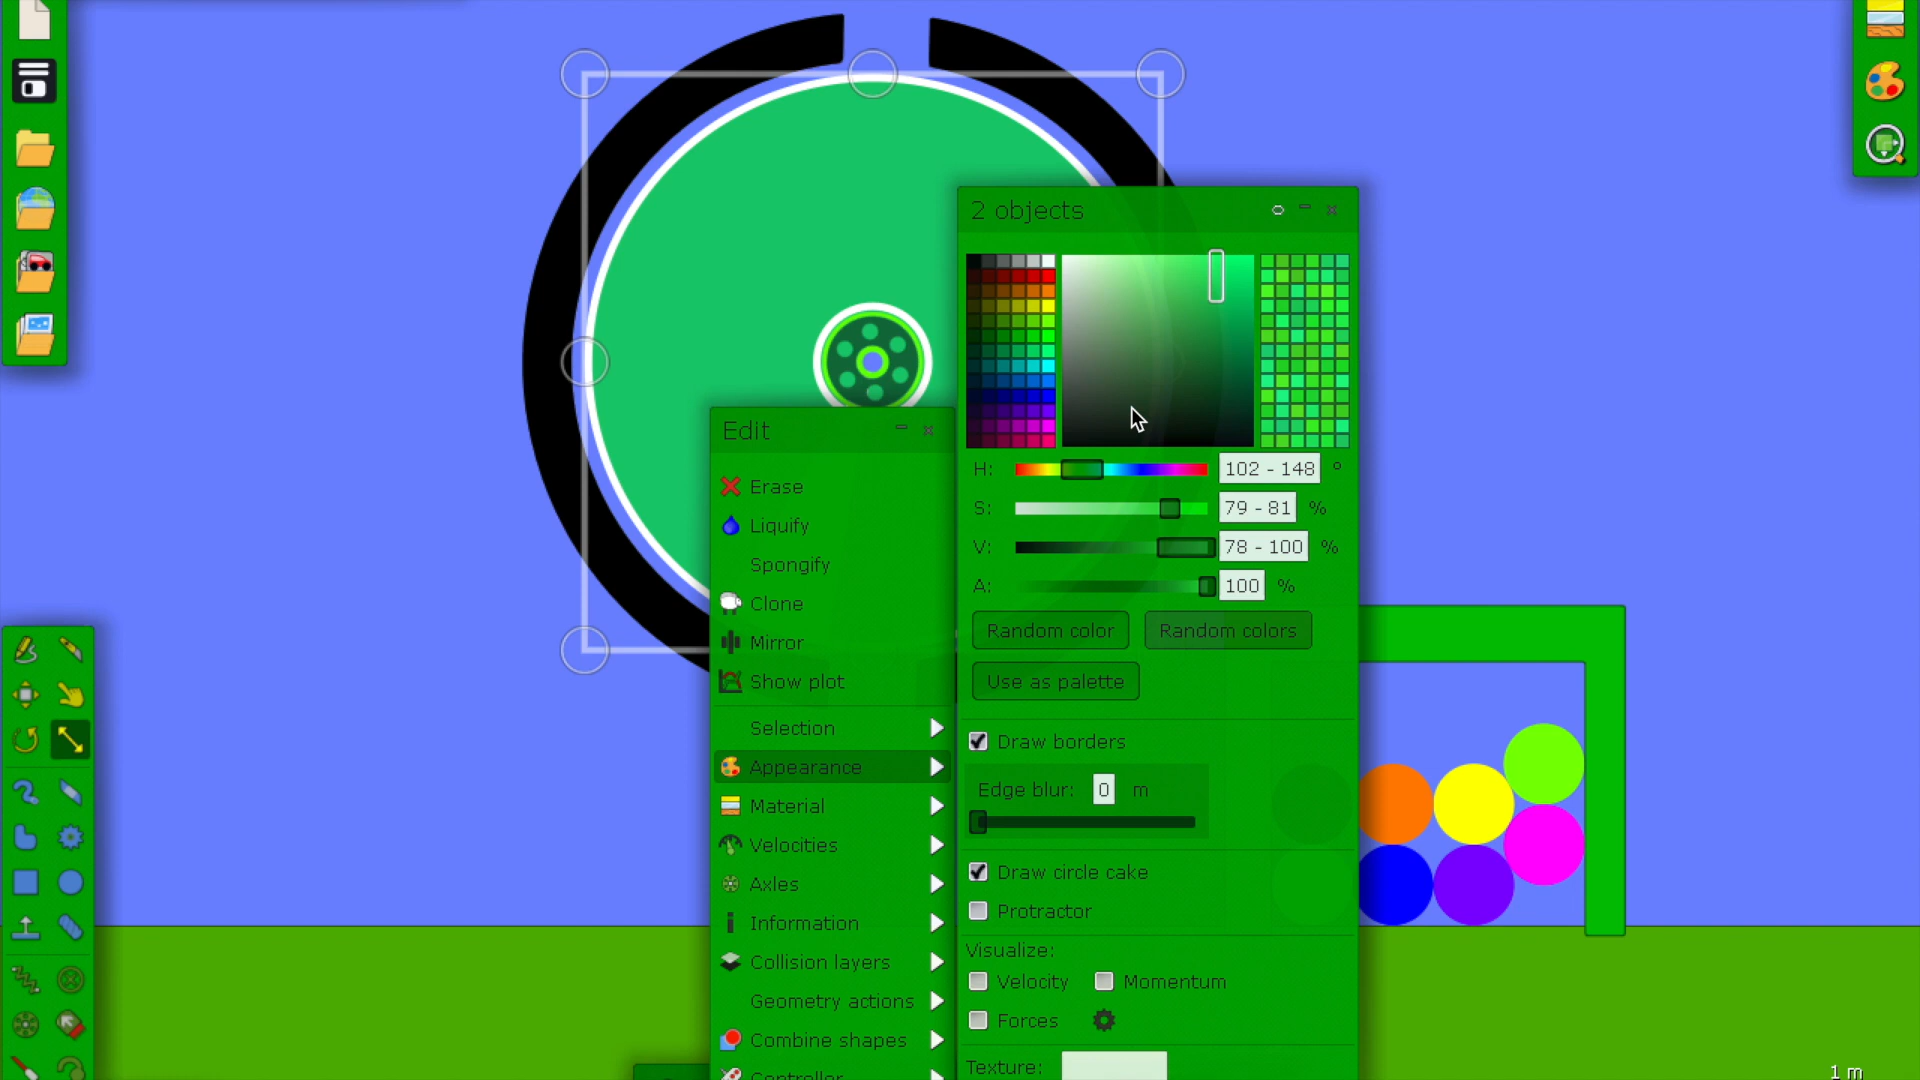 2 objects
Edit
Erase
Liquify
Spongify
Clone
Mirror
Show plot
Selection
Appearance
Material
Velocities
Axles
Information
Collision layers
Geometry actions
Combine shapes
Controller
H: 102 - 148 °
S: 79 - 81 %
V: 78 - 100 %
A: 100 %
Random color Random colors
Use as palette
Draw borders
Edge blur: 0 m
Draw circle cake
Protractor
Visualize:
Velocity Momentum
Forces
Texture:
1 m